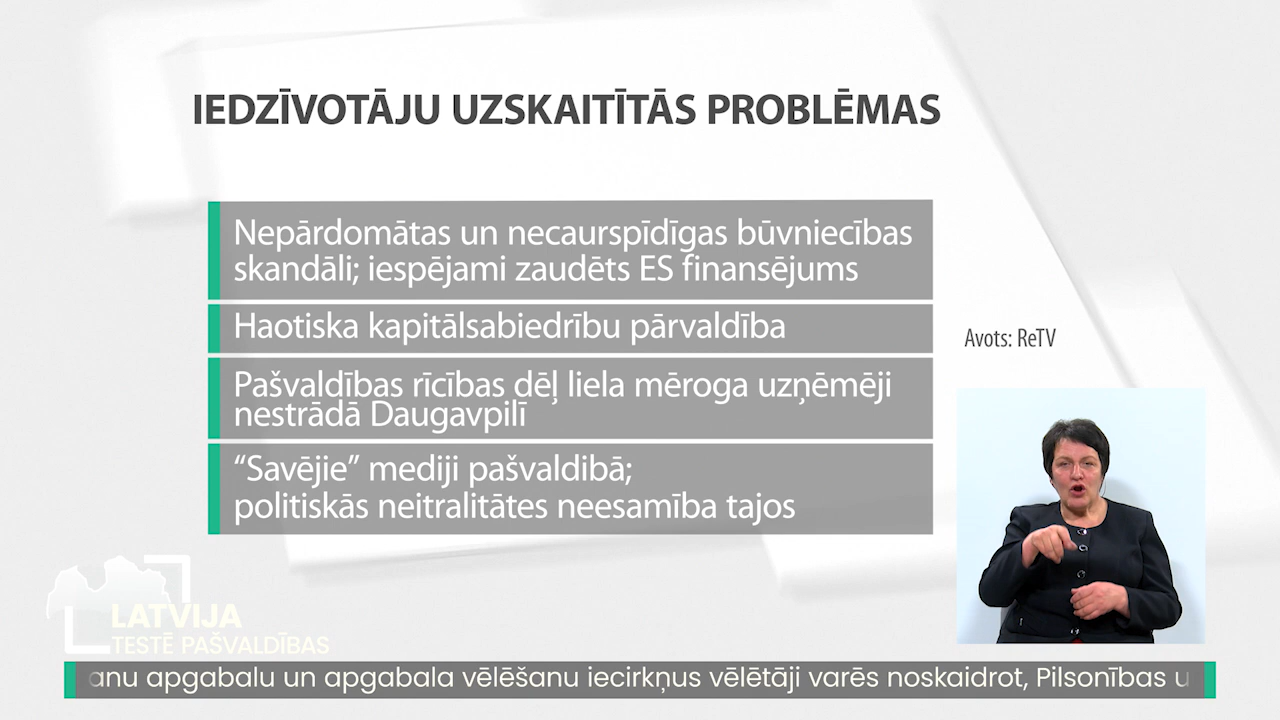 IEDZĪVOTĀJU UZSKAITĪTĀS PROBLĒMAS
Nepārdomātas un necaurspīdīgas būvniecības
skandāli; iespējami zaudēts ES finansējums
Haotiska kapitālsabiedrību pārvaldība
Pašvaldības rīcības dēļ liela mēroga uzņēmēji
nestrādā Daugavpilī
“Savējie” mediji pašvaldibā;
politiskās neitralitātes neesamība tajos
Avots: ReTV
LATVIJA
TESTĒ PAŠVALDĪBAS
anu apgabalu un apgabala vēlēšanu iecirkņus vēlētāji varēs noskaidrot, Pilsonības u